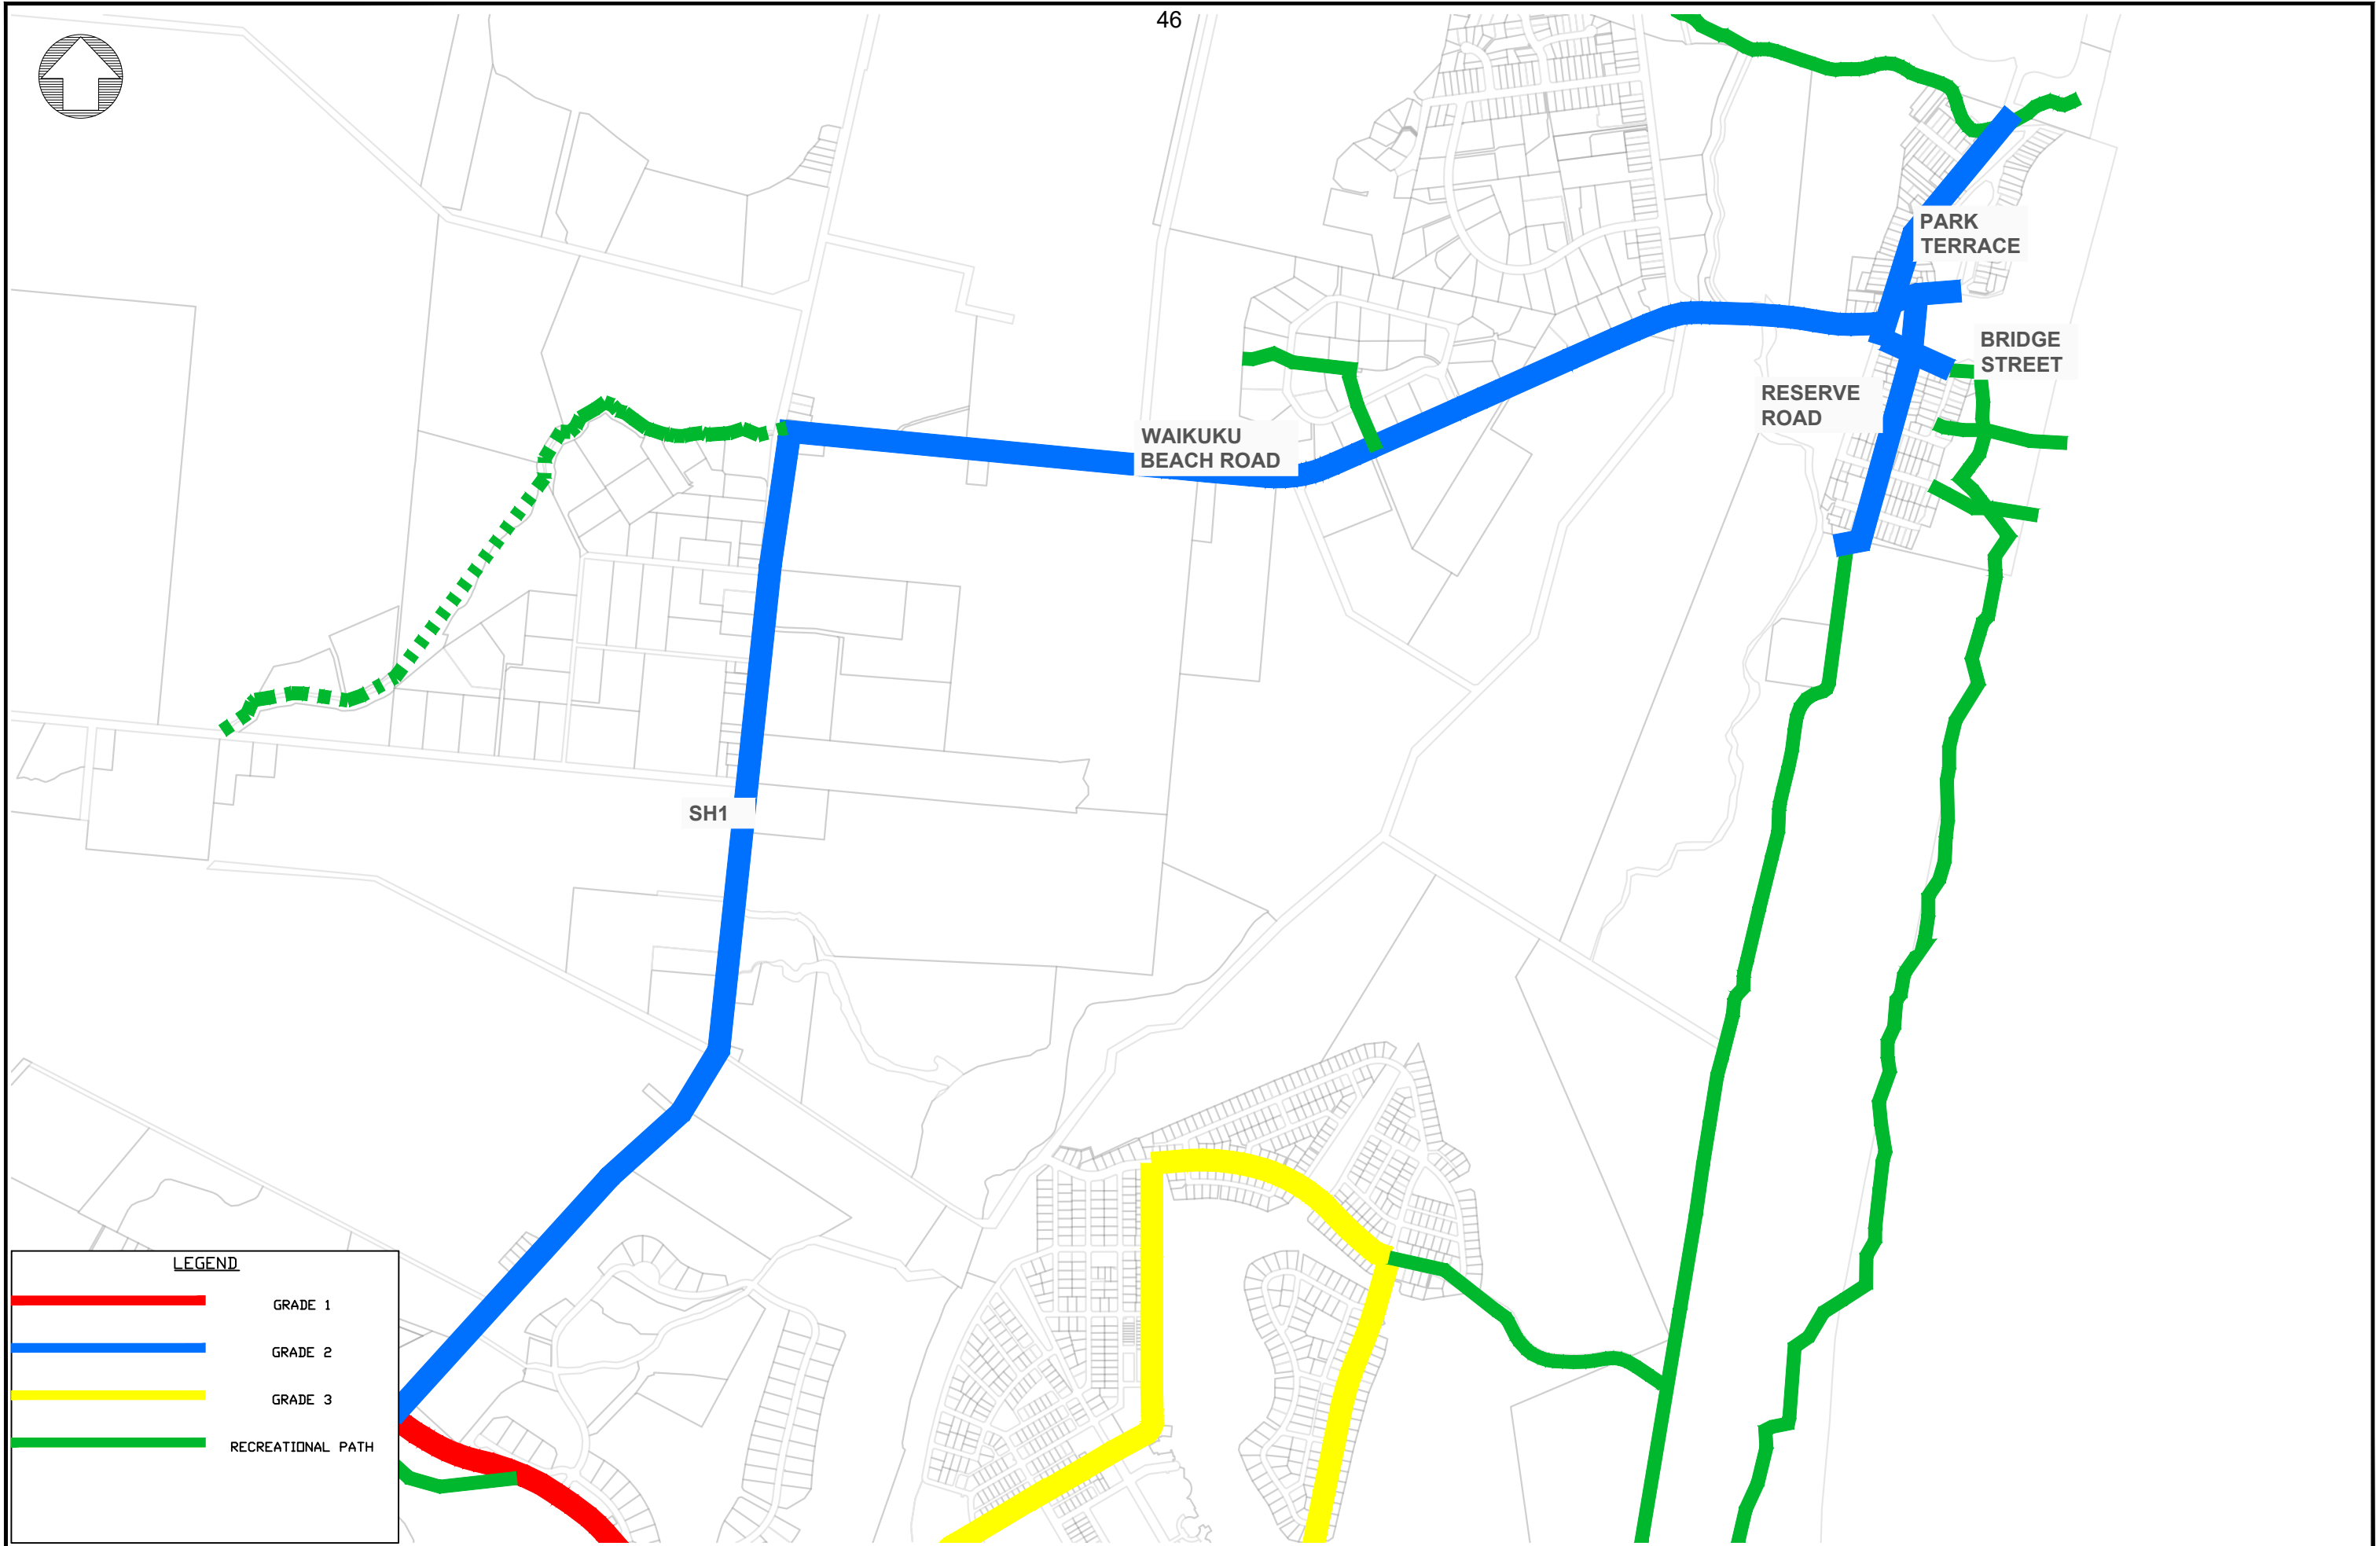 46
PARK
TERRACE
BRIDGE
STREET
RESERVE
ROAD
WAIKUKU
BEACH ROAD
SH1
LEGEND
GRADE 1
GRADE 2
GRADE 3
RECREATIONAL PATH